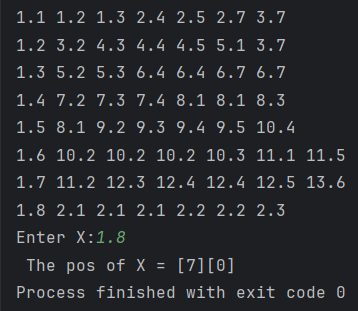 1.1 1.2 1.3 2.4 2.5 2.7 3.7
1.2 3.2 4.3 4.4 4.5 5.1 3.7
1.3 5.2 5.3 6.4 6.4 6.7 6.7
1.4 7.2 7.3 7.4 8.1 8.1 8.3
1.5 8.1 9.2 9.3 9.4 9.5 10.4
1.6 10.2 10.2 10.2 10.3 11.1 11.5
1.7 11.2 12.3 12.4 12.4 12.5 13.6
1.8 2.1 2.1 2.1 2.2 2.2 2.3
Enter X:1.8
The pos of X = [7][0]
Process finished with exit code 0